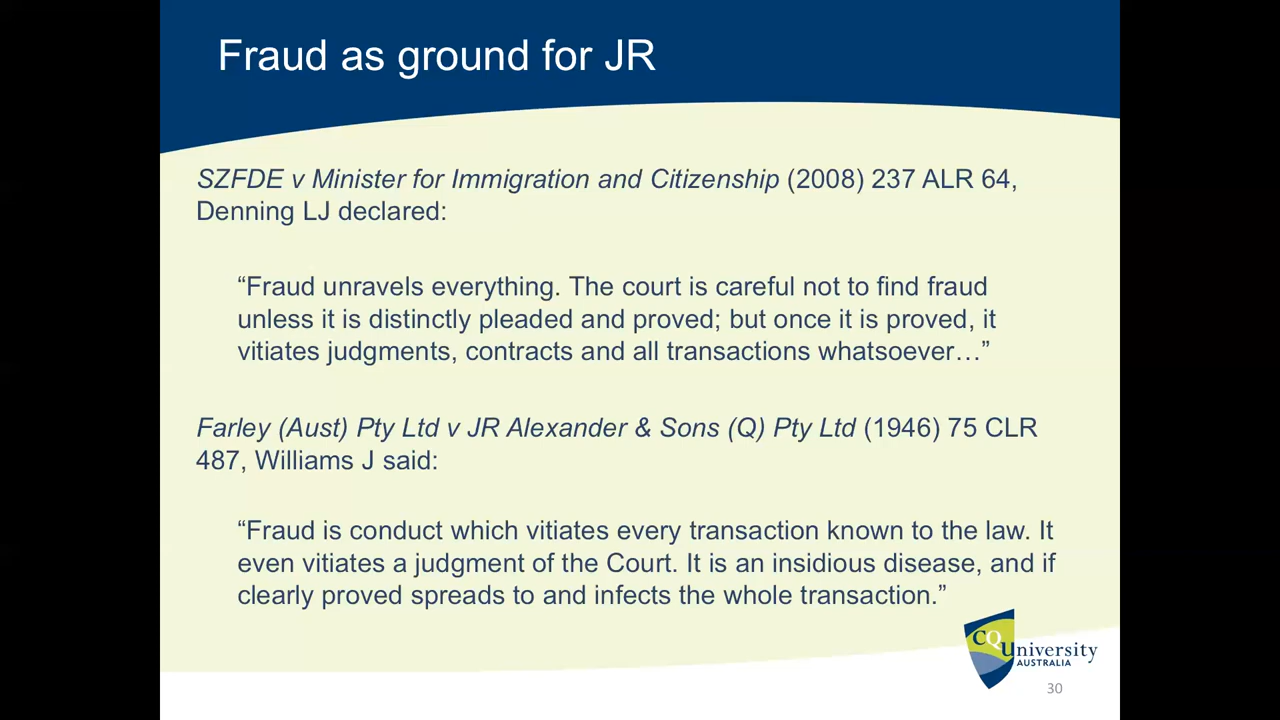 Fraud as ground for JR
SZFDE v Minister for Immigration and Citizenship (2008) 237 ALR 64,
Denning LJ declared:
“Fraud unravels everything. The court is careful not to find fraud
unless it is distinctly pleaded and proved; but once it is proved, it
vitiates judgments, contracts and all transactions whatsoever…”
Farley (Aust) Pty Ltd v JR Alexander & Sons (Q) Pty Ltd (1946) 75 CLR
487, Williams J said:
“Fraud is conduct which vitiates every transaction known to the law. It
even vitiates a judgment of the Court. It is an insidious disease, and if
clearly proved spreads to and infects the whole transaction.”
CQUniversity
AUSTRALIA
30